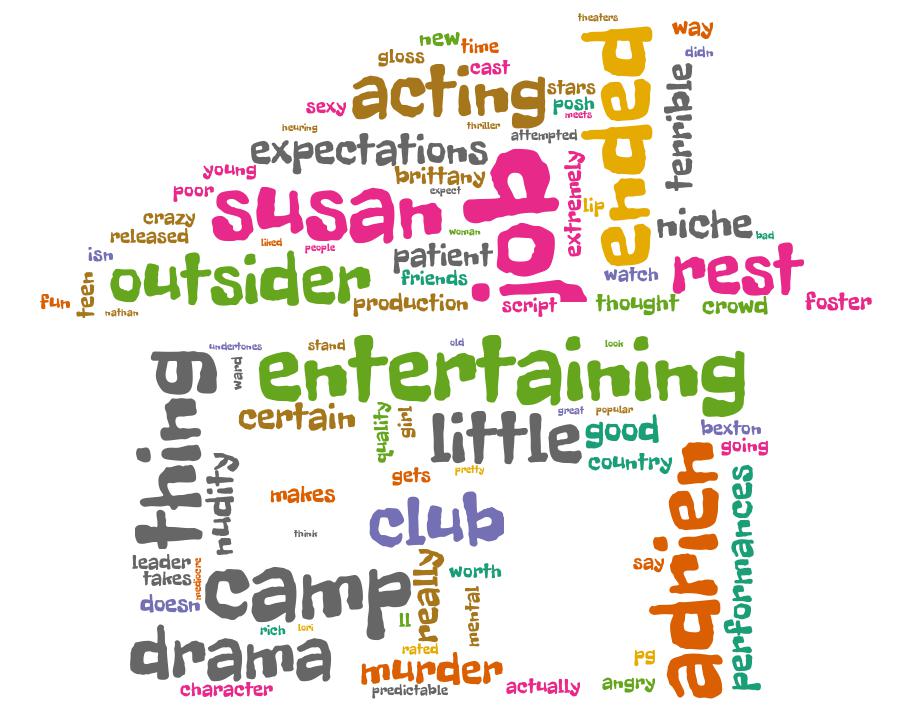 theaters
new
time
way
didn
gloss
cast
acting
stars
ended
terrible
sexy
posh
meets
heuring
thriller
attempted
expectations
job
extremely
young
brittany
poor
expect
susan
lip
crazy
niche
released
woman
bad
liked
people
isn
patient
rest
outsider
friends
watch
teen
fun
nathan
production
script
thought
crowd
foster
undertones
stand
old
look
thing
ward
entertaining
certain
quality
girl
great
popular
little
good
bexton
going
adrien
nudity
country
gets
pretty
performances
makes
club
think
leader
takes
mediocre
say
camp
really
worth
doesn
mental
ll
rich
lori
drama
rated
pg
murder
character
predictable
actually
angry